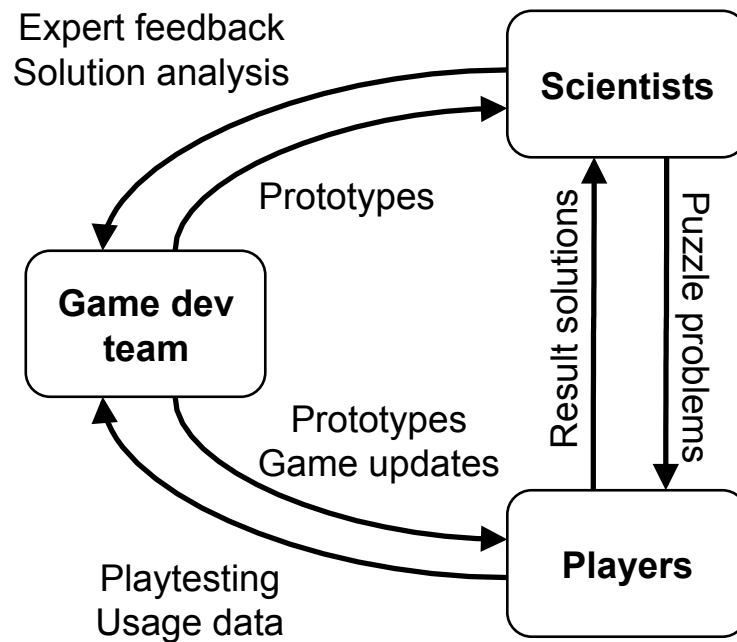 Expert feedback
Solution analysis
Scientists
Prototypes
Result solutions
Puzzle problems
Game dev
team
Prototypes
Game updates
Players
Playtesting
Usage data